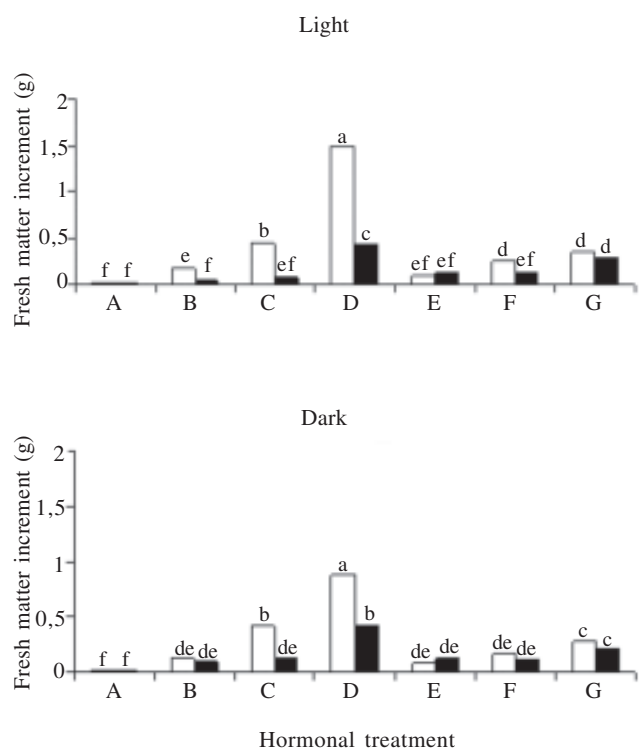 Light
Fresh matter increment (g)
2
a
1,5
1
b
c
0,5
f f e f ef ef ef d ef d d
0
A B C D E F G
Dark
Fresh matter increment (g)
2
1,5
a
1
b b
0,5
f f de de de de de de de c c
0
A B C D E F G
Hormonal treatment